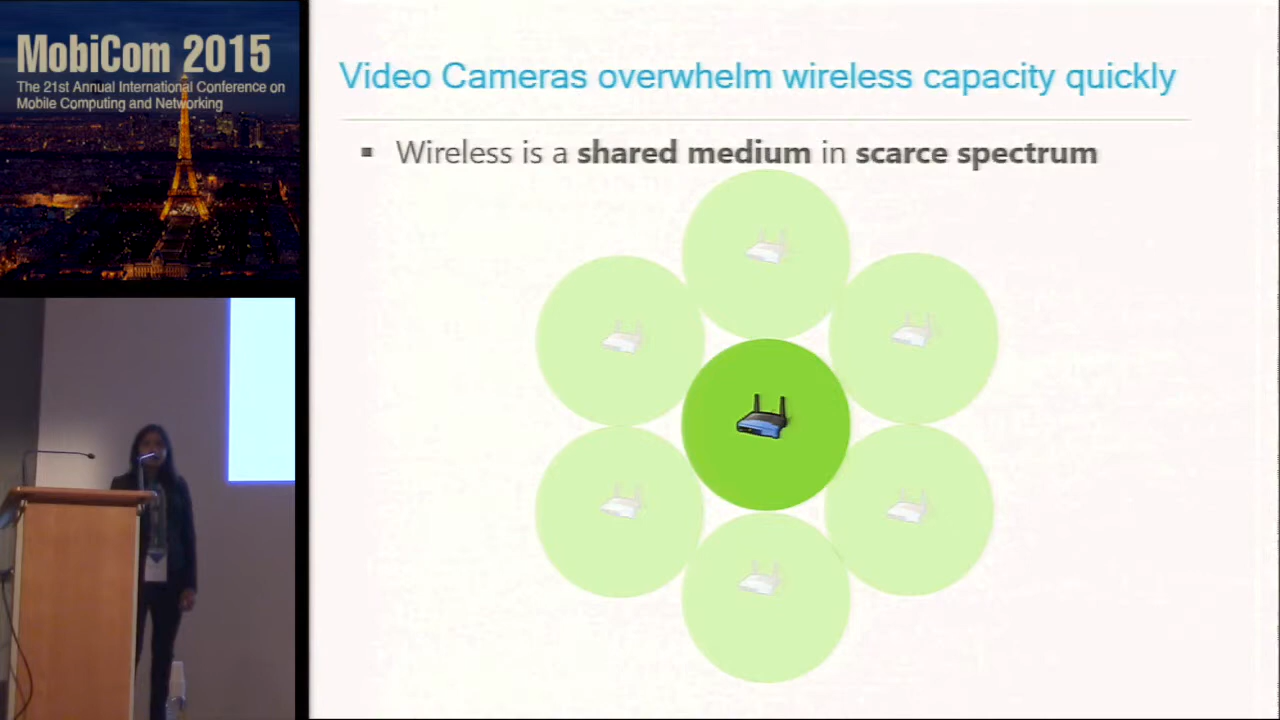 MobiCom 2015
The 21st Annual International Conference on
Mobile Computing and Networking
Video Cameras overwhelm wireless capacity quickly
▪ Wireless is a shared medium in scarce spectrum